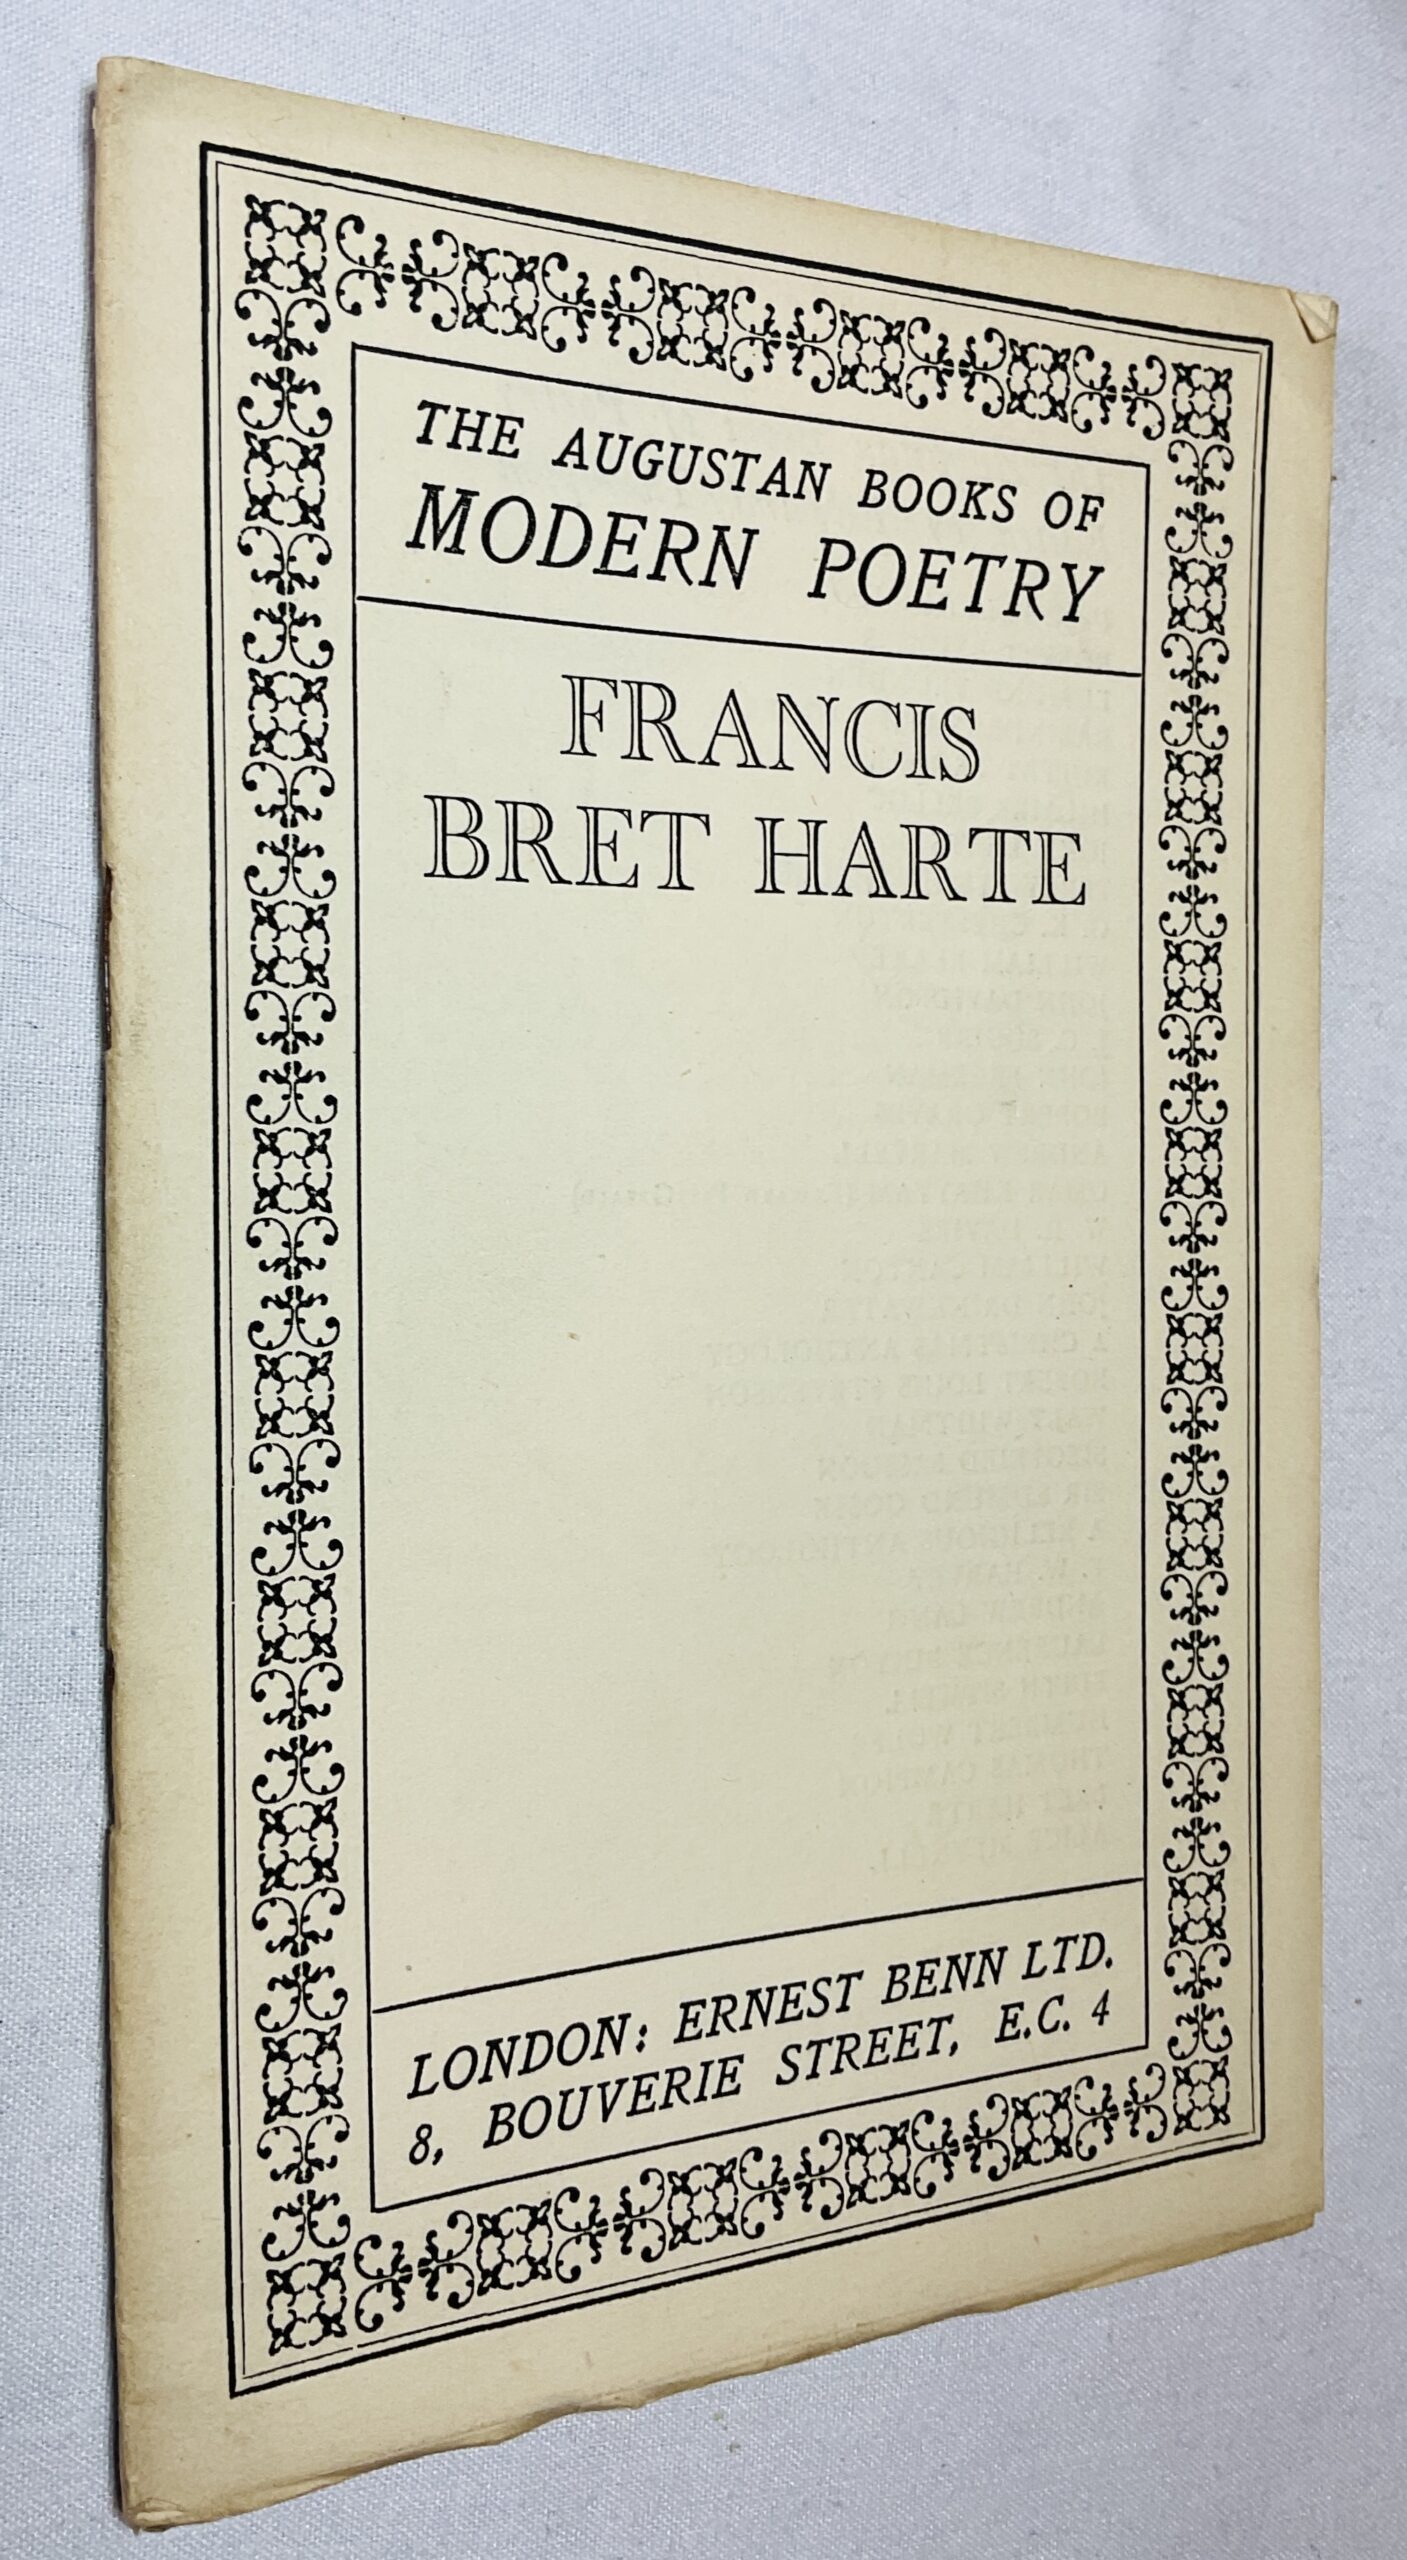 THE AUGUSTAN BOOKS OF
MODERN POETRY
FRANCIS
BRET HARTE
LONDON: ERNEST BENN LTD.
8, BOUVERIE STREET, E.C. 4